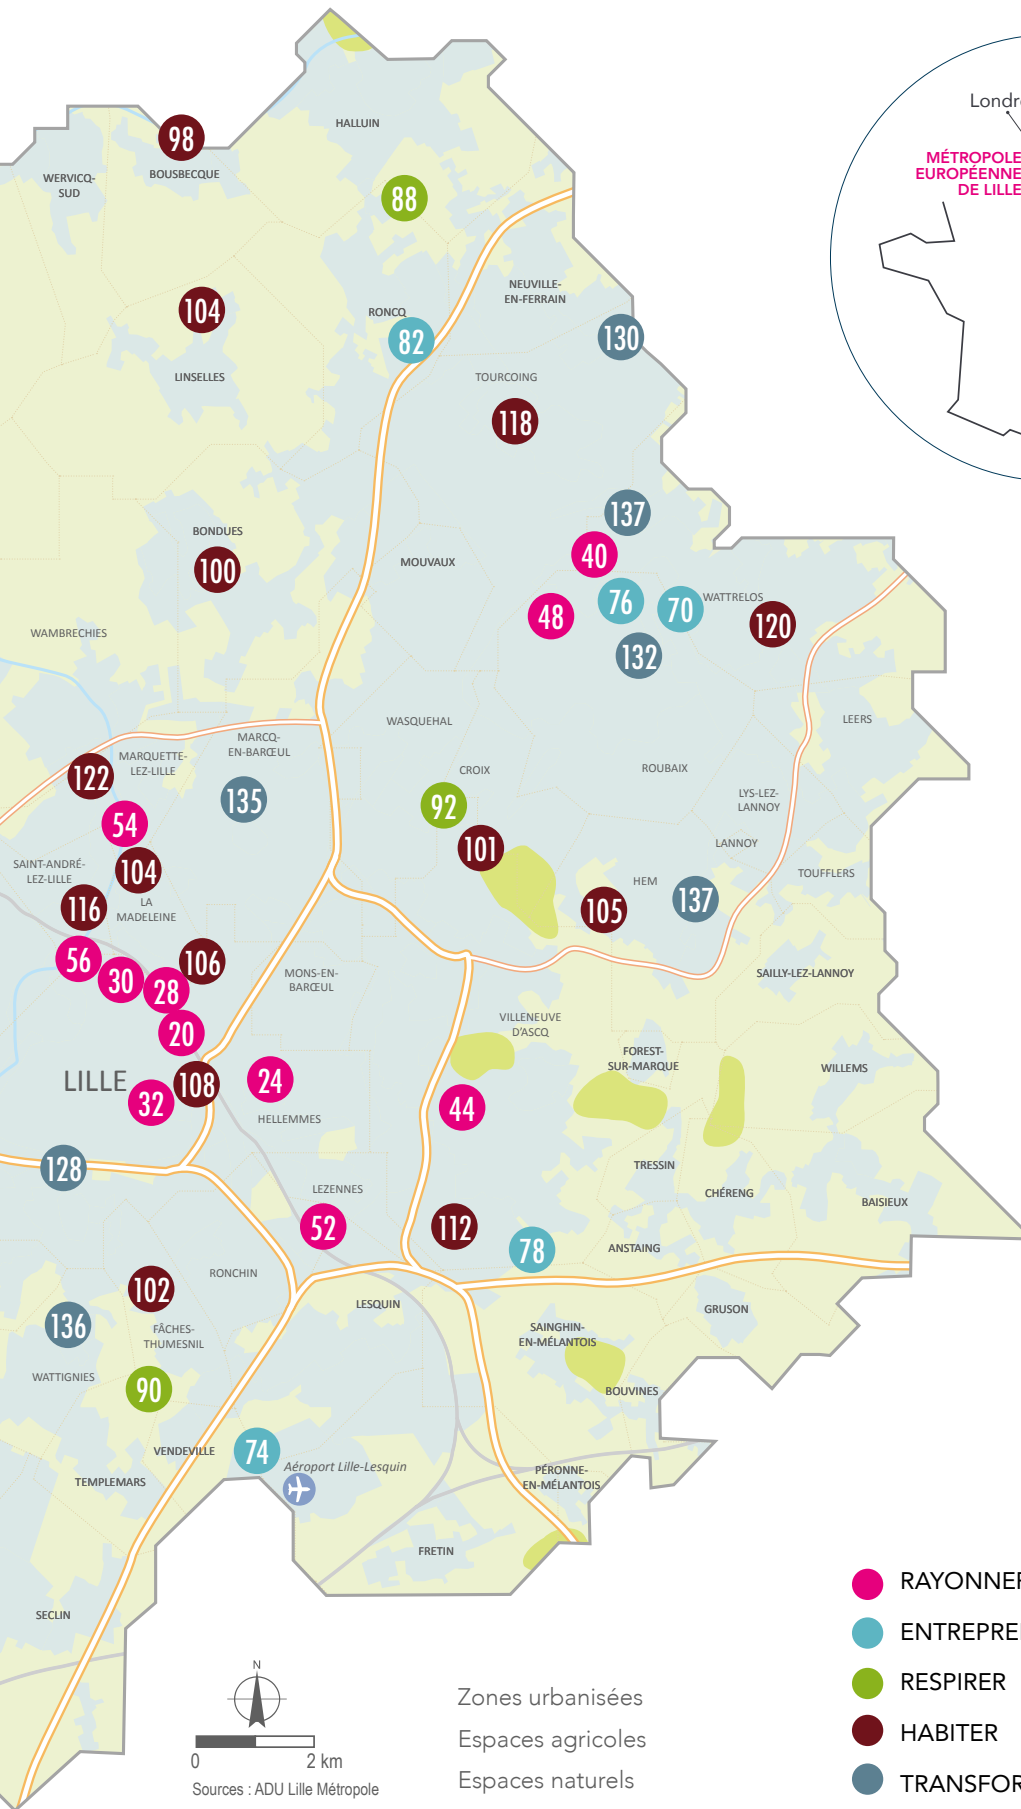 HALLUIN
98
BOUSBECQUE
WERVICQ-
SUD
88
Londre
MÉTROPOLE
EUROPÉENNE
DE LILLE
NEUVILLE-
EN-FERRAIN
104
RONCQ
82
130
LINSELLES
TOURCOING
118
137
BONDUES
100
MOUVAUX
40
76
70
WATTRELOS
48
120
132
WAMBRECHIES
WASQUEHAL
LEERS
MARCQ-
EN-BARŒUL
MARQUETTE-
LEZ-LILLE
122
135
CROIX
ROUBAIX
92
LYS-LEZ-
LANNOY
54
101
LANNOY
SAINT-ANDRÉ-
LEZ-LILLE
104
TOUFFLERS
HEM
116
LA
MADELEINE
105
137
56
30
28
106
MONS-EN-
BARŒUL
SAILLY-LEZ-LANNOY
20
VILLENEUVE
D'ASCQ
FOREST-
SUR-MARQUE
WILLEMS
LILLE
108
24
32
44
HELLEMMES
128
TRESSIN
LEZENNES
CHÉRENG
BAISIEUX
52
112
78
ANSTAING
RONCHIN
102
LESQUIN
GRUSON
136
FÂCHES-
THUMESNIL
SAINGHIN-
EN-MÉLANTOIS
WATTIGNIES
90
BOUVINES
VENDEVILLE
74
Aéroport Lille-Lesquin
TEMPLEMARS
PÉRONNE-
EN-MÉLANTOIS
FRETIN
SECLIN
N
0 2 km
Sources : ADU Lille Métropole
Zones urbanisées
Espaces agricoles
Espaces naturels
RAYONNER
ENTREPRE
RESPIRER
HABITER
TRANSFOR